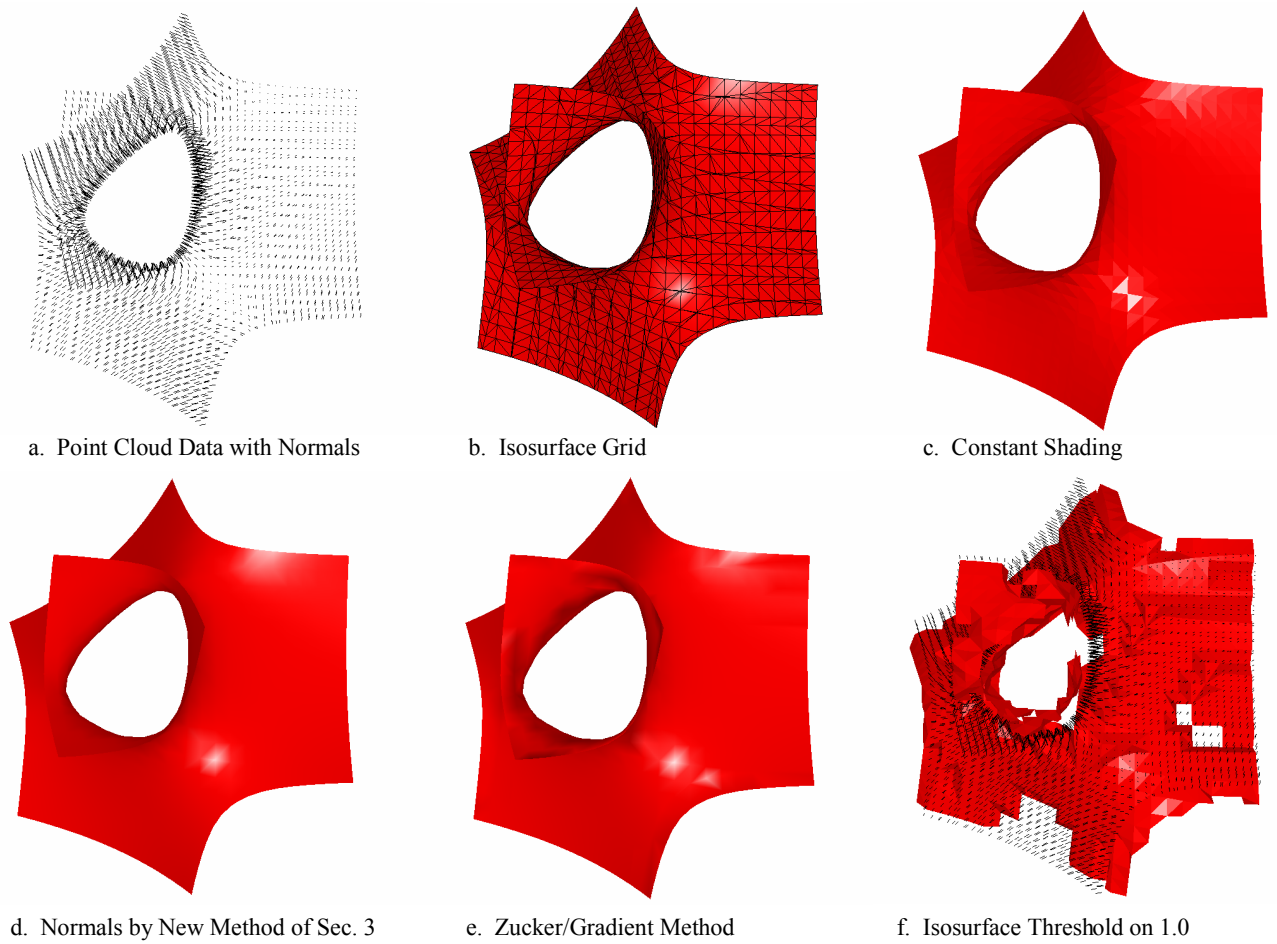 a. Point Cloud Data with Normals
b. Isosurface Grid
c. Constant Shading
d. Normals by New Method of Sec. 3
e. Zucker/Gradient Method
f. Isosurface Threshold on 1.0